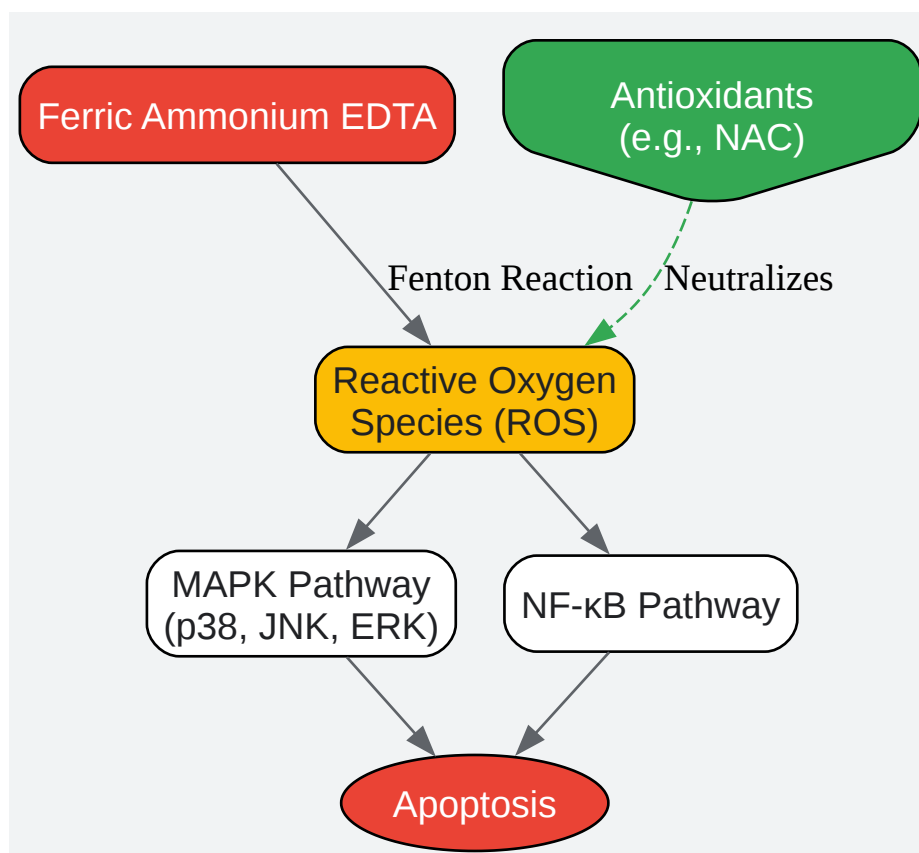 Ferric Ammonium EDTA
Antioxidants
(e.g., NAC)
Fenton Reaction
Neutralizes
Reactive Oxygen
Species (ROS)
MAPK Pathway
(p38, JNK, ERK)
NF-κB Pathway
Apoptosis